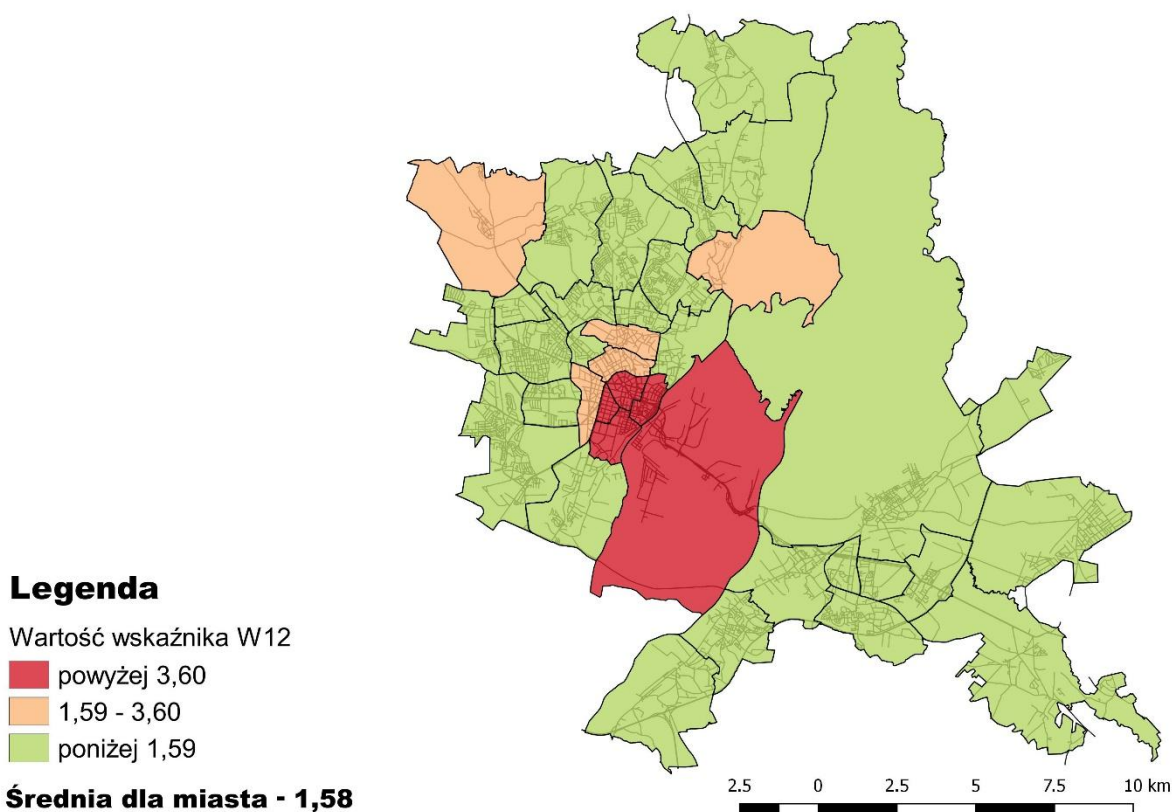 Legenda
Wartość wskaźnika W12
powyżej 3,60
1,59 - 3,60
poniżej 1,59
Średnia dla miasta - 1,58
2.5 0 2.5 5 7.5 10 km